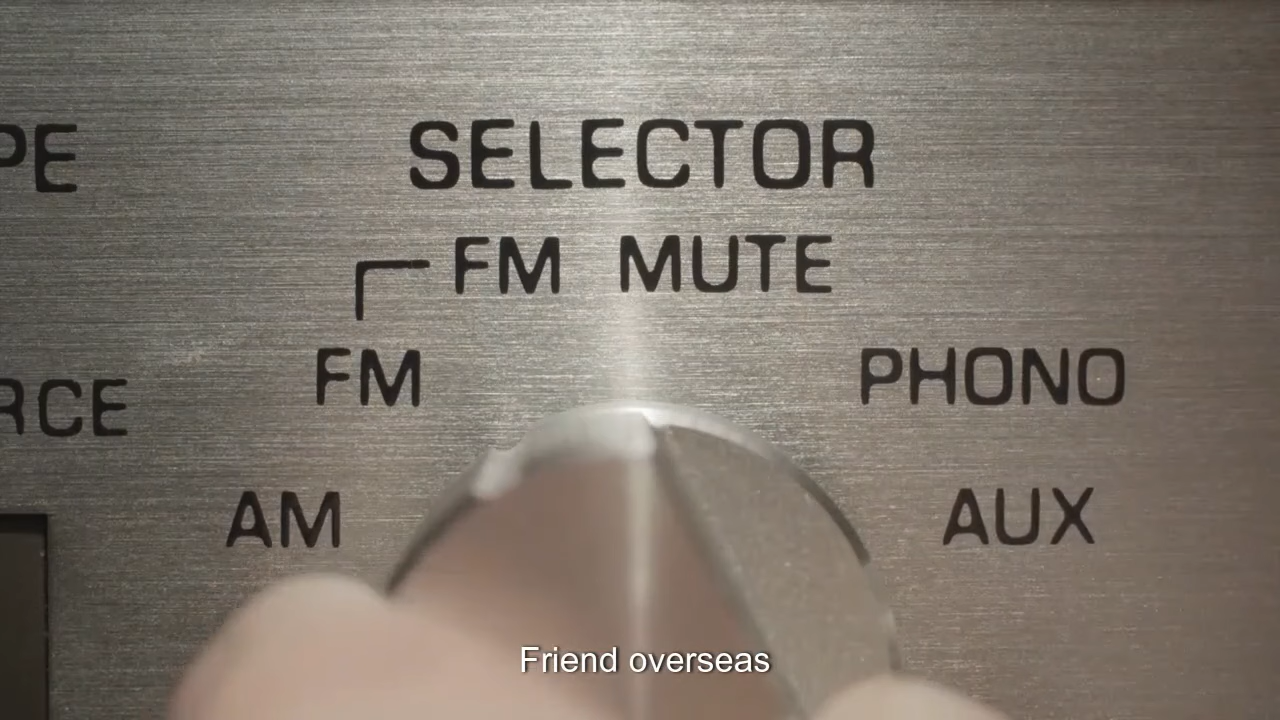 SELECTOR
FM MUTE
FM
PHONO
AM
AUX
Friend overseas